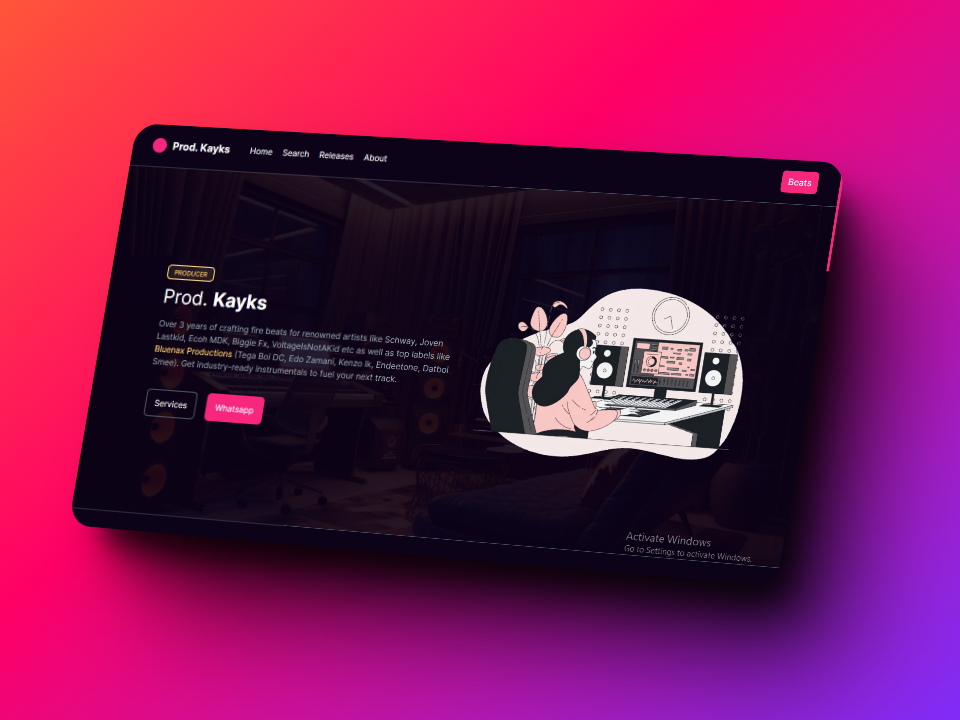 Prod. Kayks
Home Search Releases About
Beats
PRODUCER
Prod. Kayks
Over 3 years of crafting fire beats for renowned artists like Schway, Joven
Lastkid, Ecoh MDK, Biggie Fx, VoltageIsNotAKid etc as well as top labels like
Bluenax Productions (Tega Boi DC, Edo Zamani, Kenzo Ik, Endeetone, Datboi
Smee). Get industry-ready instrumentals to fuel your next track.
Services Whatsapp
Activate Windows
Go to Settings to activate Windows.